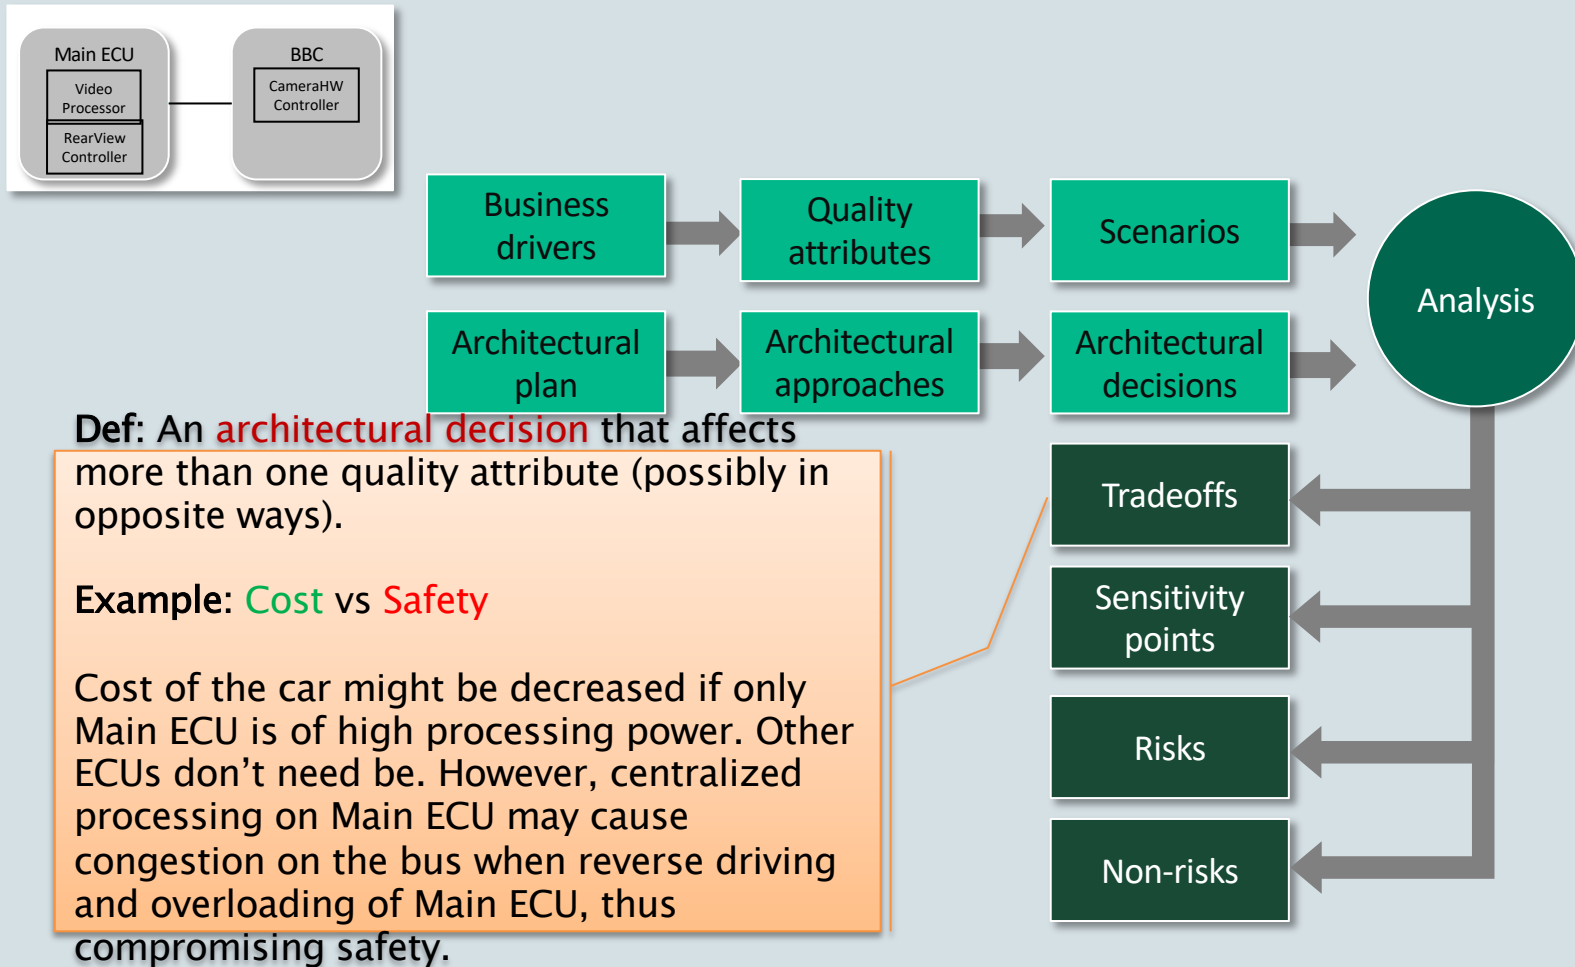 Main ECU
Video
Processor
RearView
Controller
BBC
CameraHW
Controller
Business
drivers
Quality
attributes
Scenarios
Analysis
Architectural
plan
Architectural
approaches
Architectural
decisions
Def: An architectural decision that affects
more than one quality attribute (possibly in
opposite ways).
Example: Cost vs Safety
Cost of the car might be decreased if only
Main ECU is of high processing power. Other
ECUs don’t need be. However, centralized
processing on Main ECU may cause
congestion on the bus when reverse driving
and overloading of Main ECU, thus
compromising safety.
Tradeoffs
Sensitivity
points
Risks
Non-risks